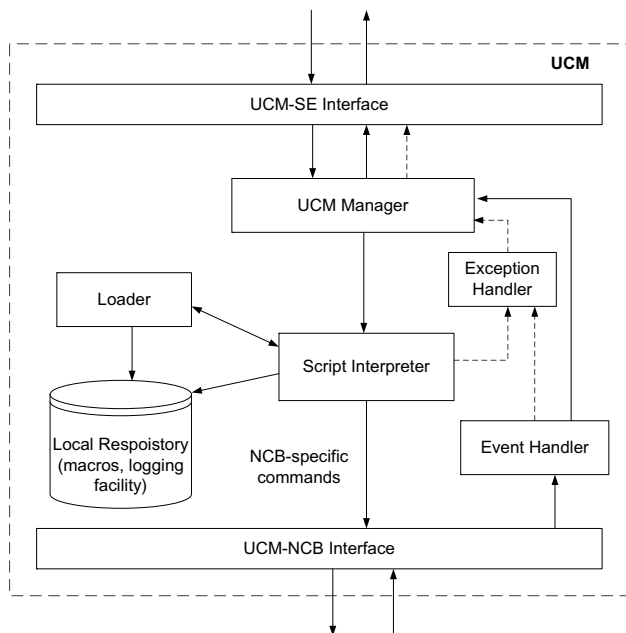 UCM
UCM-SE Interface
UCM Manager
Exception
Handler
Loader
Script Interpreter
Local Respoistory
(macros, logging
facility)
NCB-specific
commands
Event Handler
UCM-NCB Interface